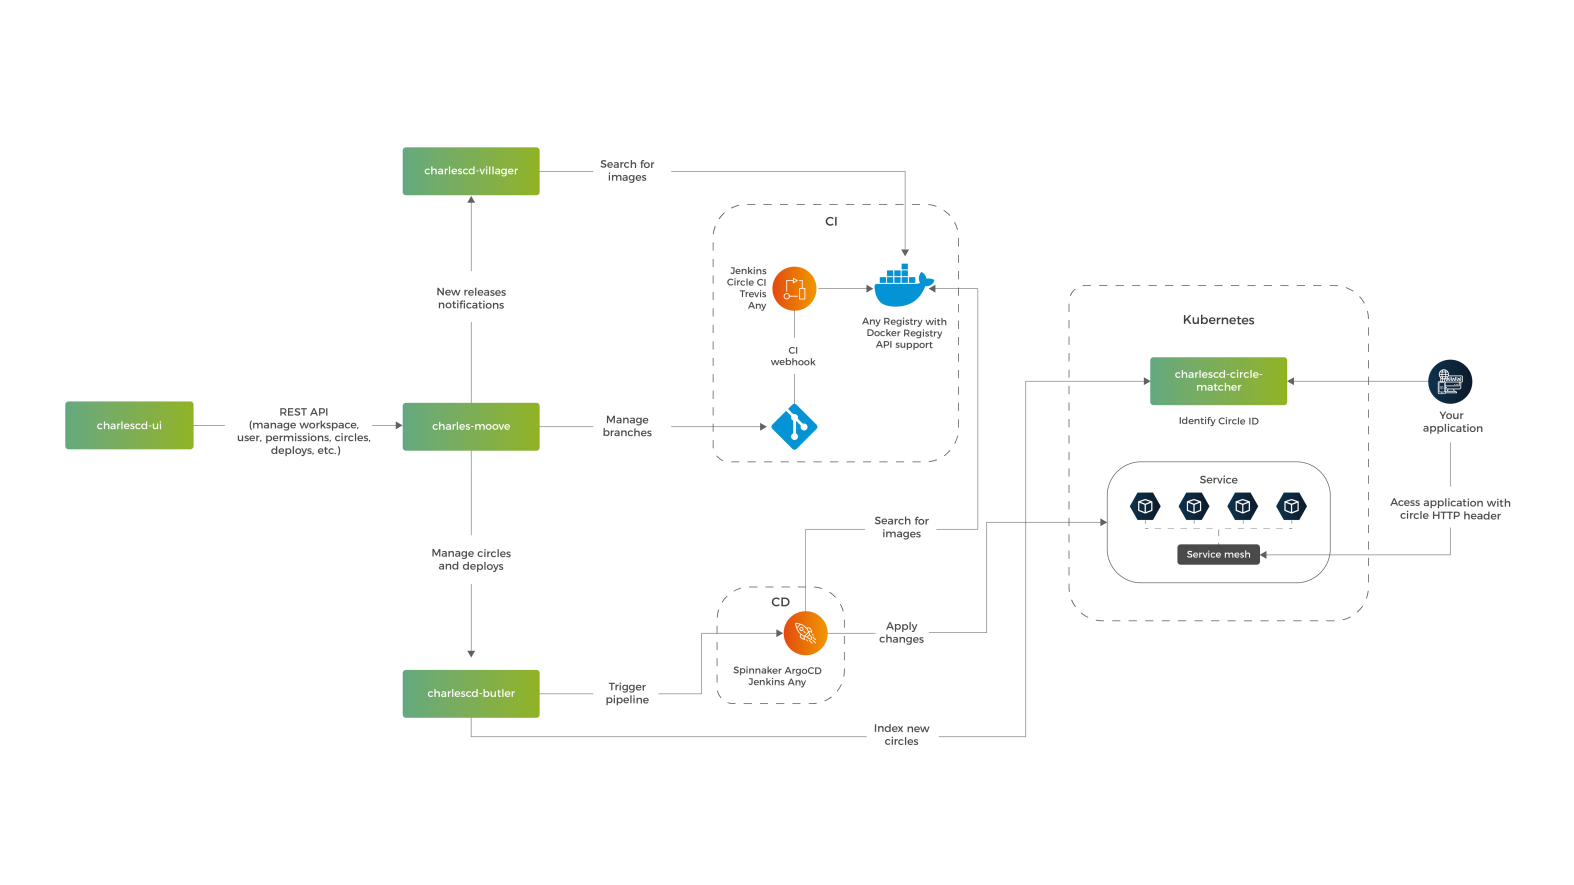 charlescd-villager
Search for
images
CI
Jenkins
Circle CI
Trevis
Any
New releases
notifications
Any Registry with
Docker Registry
API support
CI
webhook
Kubernetes
charlescd-circle-
matcher
Identify Circle ID
Your
application
charlescd-ui
REST API
(manage workspace,
user, permissions, circles,
deploys, etc.)
charles-moove
Manage
branches
Service
Service mesh
Acess application with
circle HTTP header
Search for
images
Manage circles
and deploys
CD
Spinnaker ArgoCD
Jenkins Any
Apply
changes
charlescd-butler
Trigger
pipeline
Index new
circles